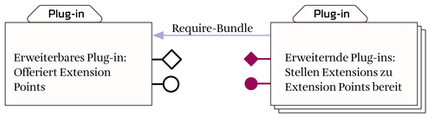 Plug-in
Plug-in
Require-Bundle
Erweiterbares Plug-in:
Offeriert Extension
Points
Erweiternde Plug-ins:
Stellen Extensions zu
Extension Points bereit